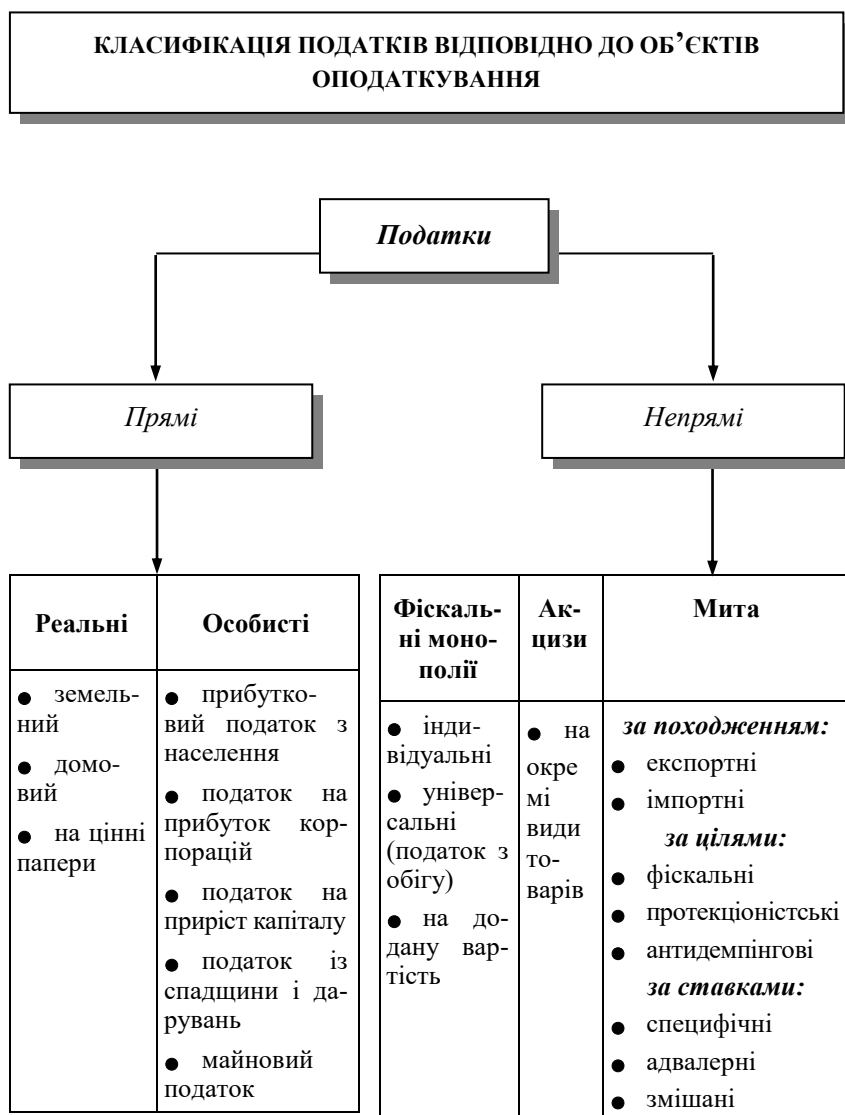 КЛАСИФІКАЦІЯ ПОДАТКІВ ВІДПОВІДНО ДО ОБ’ЄКТІВ
ОПОДАТКУВАННЯ
Податки
Прямі
Непрямі
Реальні
Особисті
● земель-
ний
● домо-
вий
● на цінні
папери
● прибутко-
вий податок з
населення
● податок на
прибуток кор-
порацій
● податок на
приріст капіталу
● податок із
спадщини і да-
рувань
● майновий
податок
Фіскаль-
ні моно-
полії
Ак-
цизи
Мита
● інди-
відуальні
● універ-
сальні
(податок з
обігу)
● на до-
дану вар-
тість
● на
окре
мі
види
то-
варів
за походженням:
● експортні
● імпортні
за цілями:
● фіскальні
● протекціоністські
● антидемпінгові
за ставками:
● специфічні
● адвалерні
● змішані